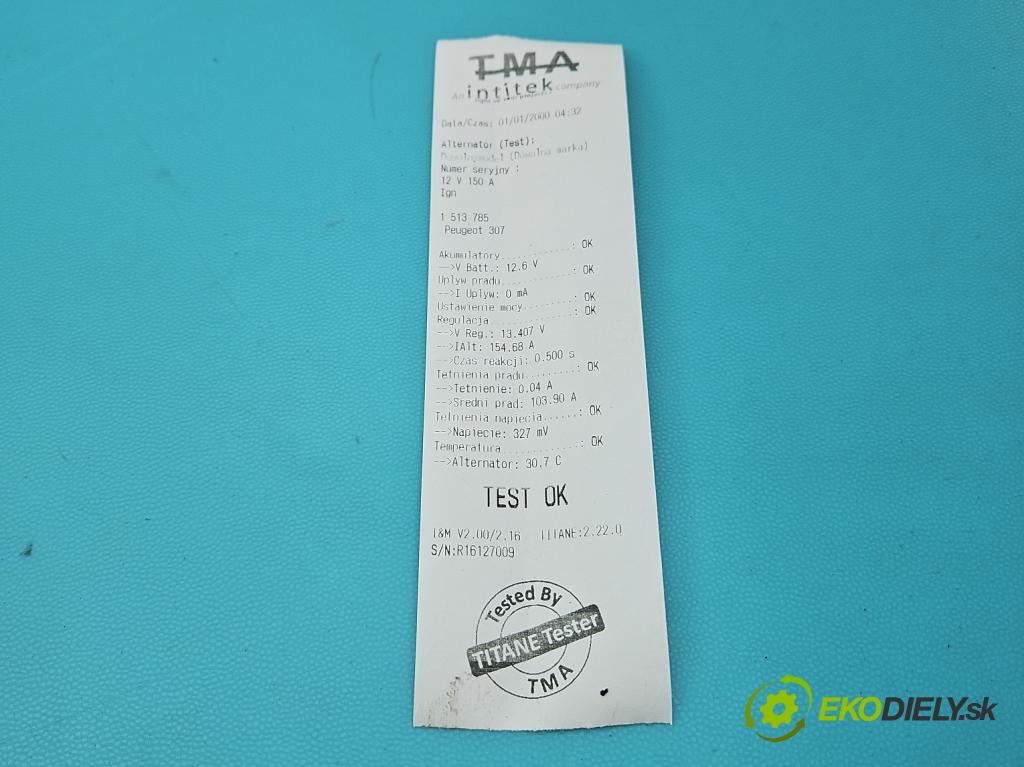 TMA
An intitek company
Data/Czas: 01/01/2000 04:32
Alternator (Test):
(Dowolna marka)
Numer seryjny :
12 V 150 A
Ign
1 513 785
Peugeot 307
Akumulatory..........: OK
-->V Batt.: 12.6 V
Uplyw pradu..........: OK
-->I Uplyw: 0 mA
Ustawienie mocy.......: OK
Regulacja............: OK
-->V Reg.: 13.407 V
-->IAlt: 154.68 A
-->Czas reakcji: 0.500 s
Tetnienia pradu........: OK
-->Tetnienie: 0.04 A
-->Sredni prad: 103.90 A
Tetnienia napiecia.....: OK
-->Napiecie: 327 mV
Temperatura..........: OK
-->Alternator: 30.7 C
TEST OK
I&M V2.00/2.16 TITANE:2.22.0
S/N:R16127009
Tested By
TITANE Tester
TMA
EKODIELY.sk